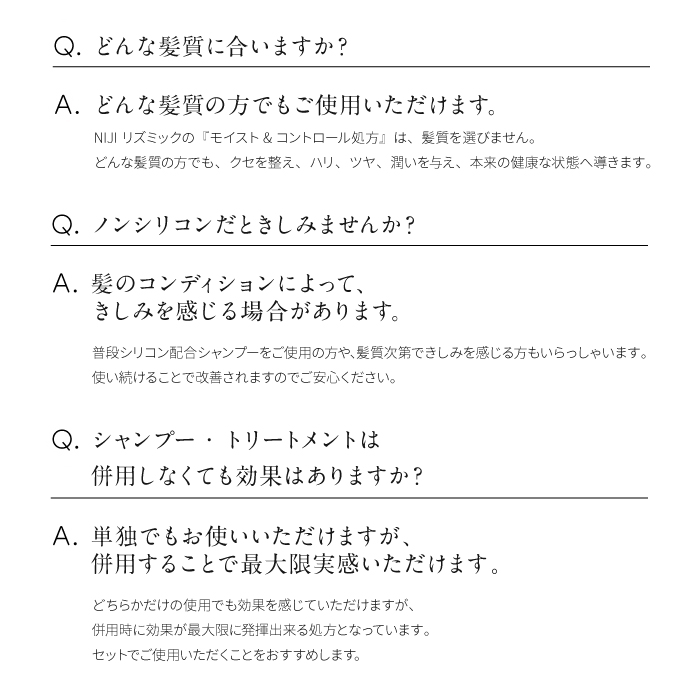 Q. どんな髪質に合いますか?
A. どんな髪質の方でもご使用いただけます。
NIJI リズミックの『モイスト & コントロール処方』は、髪質を選びません。
どんな髪質の方でも、クセを整え、ハリ、ツヤ、潤いを与え、本来の健康な状態へ導きます。
Q. ノンシリコンだときしみませんか?
A. 髪のコンディションによって、
きしみを感じる場合があります。
普段シリコン配合シャンプーをご使用の方や、髪質次第できしみを感じる方もいらっしゃいます。
使い続けることで改善されますのでご安心ください。
Q. シャンプー ・ トリートメントは
併用しなくても効果はありますか?
A. 単独でもお使いいただけますが、
併用することで最大限実感いただけます。
どちらかだけの使用でも効果を感じていただけますが、
併用時に効果が最大限に発揮出来る処方となっています。
セットでご使用いただくことをおすすめします。